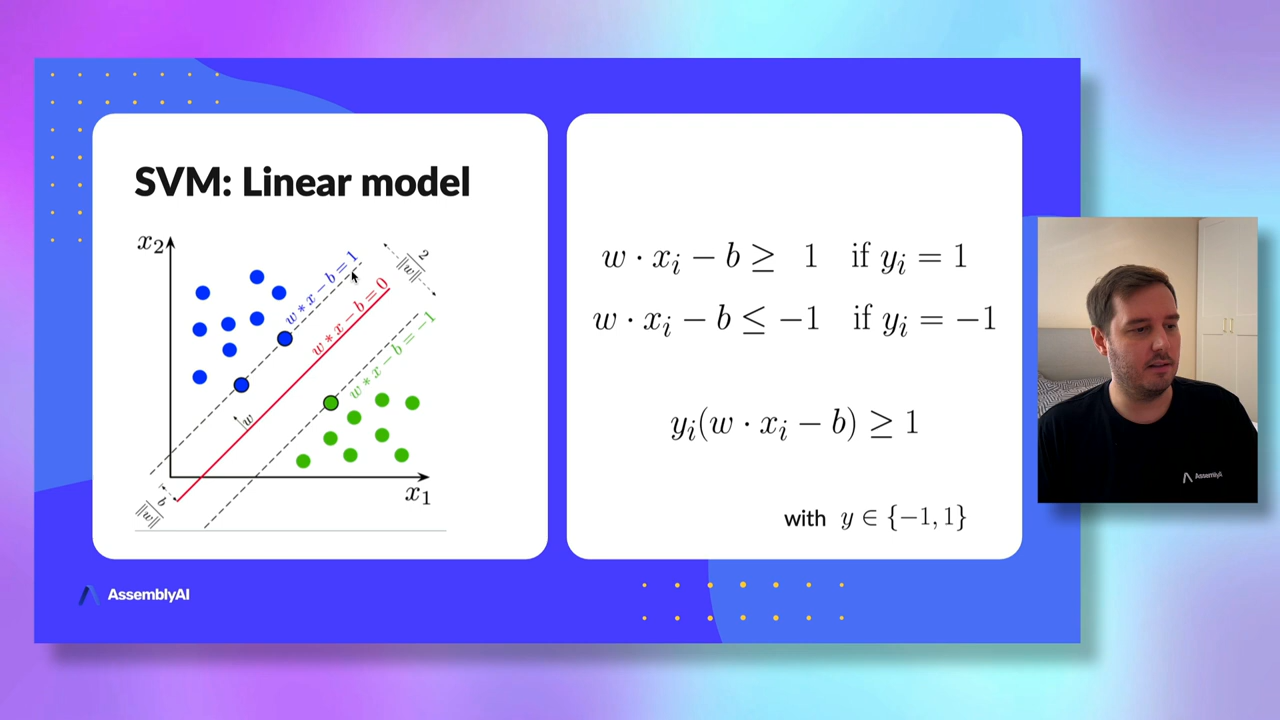 SVM: Linear model
x₂
w * x − b = 1
w * x − b = 0
w * x − b = −1
2
‖w‖
w
b
‖w‖
x₁
w · xᵢ − b ≥ 1 if yᵢ = 1
w · xᵢ − b ≤ −1 if yᵢ = −1
yᵢ(w · xᵢ − b) ≥ 1
with y ∈ {−1, 1}
AssemblyAI
AssemblyAI